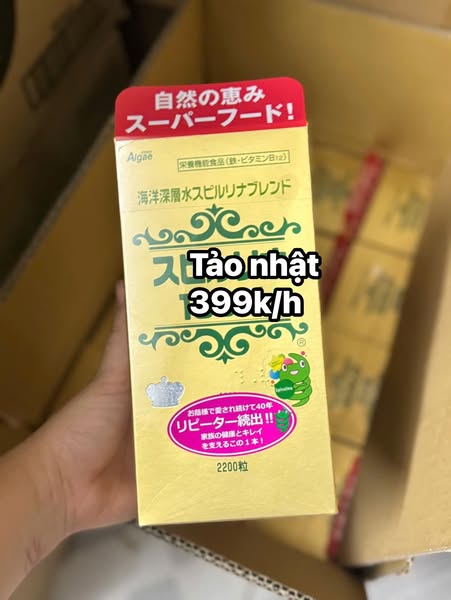 自然の恵み
スーパーフード!
Algae
栄養機能食品(鉄・ビタミンB12)
海洋深層水スピルリナブレンド
スピ
Tảo nhật
399k/h
®
Spirulina
お陰様で愛され続けて40年
リピーター続出!!
家族の健康とキレイ
を支えるこの1本!
2200粒